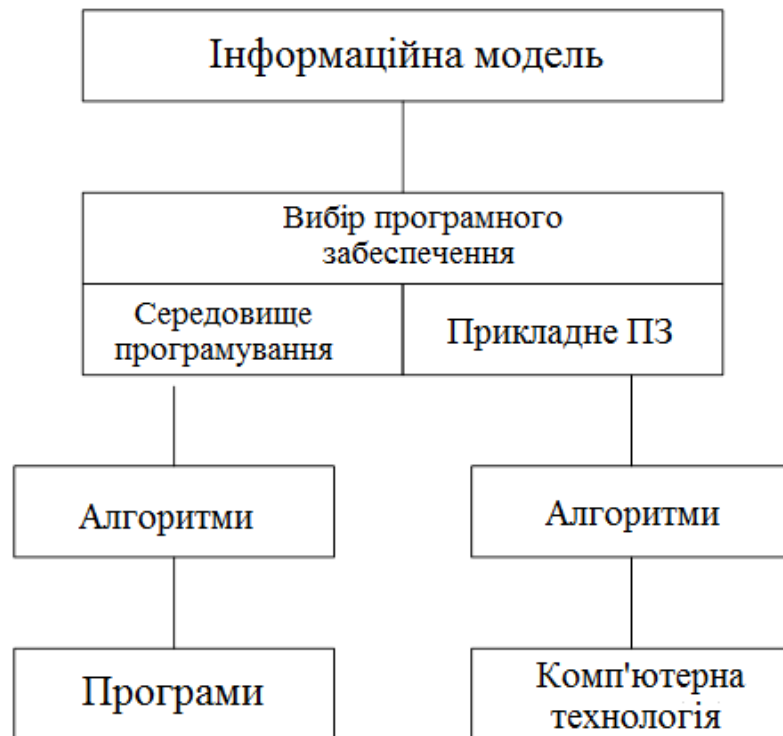 Інформаційна модель
Вибір програмного
забеспечення
Середовище
програмування
Прикладне ПЗ
Алгоритми
Алгоритми
Програми
Комп'ютерна
технологія